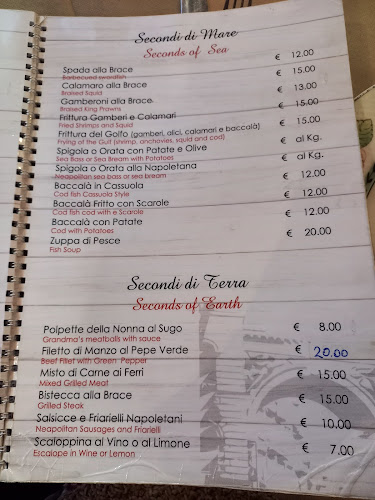 Secondi di Mare
Seconds of Sea
Spada alla Brace € 12.00
Barbecued swordfish
Calamaro alla Brace € 15.00
Braised Squid
Gamberoni alla Brace € 13.00
Braised King Prawns
Frittura Gamberi e Calamari € 15.00
Fried Shrimps and Squid
Frittura del Golfo (gamberi, alici, calamari e baccalà) € 15.00
Frying of the Gulf (shrimp, anchovies, squid and cod)
Spigola o Orata con Patate e Olive € al Kg.
Sea Bass or Sea Bream with Potatoes
Spigola o Orata alla Napoletana € al Kg.
Neapolitan sea bass or sea bream
Baccalà in Cassuola € 12.00
Cod fish Cassuola Style
Baccalà Fritto con Scarole € 12.00
Cod fish cod with e Scarole
Baccalà con Patate € 12.00
Cod with Potatoes
Zuppa di Pesce € 20.00
Fish Soup
Secondi di Terra
Seconds of Earth
Polpette della Nonna al Sugo € 8.00
Grandma's meatballs with sauce
Filetto di Manzo al Pepe Verde € 20.00
Beef Fillet with Green Pepper
Misto di Carne ai Ferri € 15.00
Mixed Grilled Meat
Bistecca alla Brace € 15.00
Grilled Steak
Salsicce e Friarielli Napoletani € 10.00
Neapolitan Sausages and Friarielli
Scaloppina al Vino o al Limone € 7.00
Escalope in Wine or Lemon